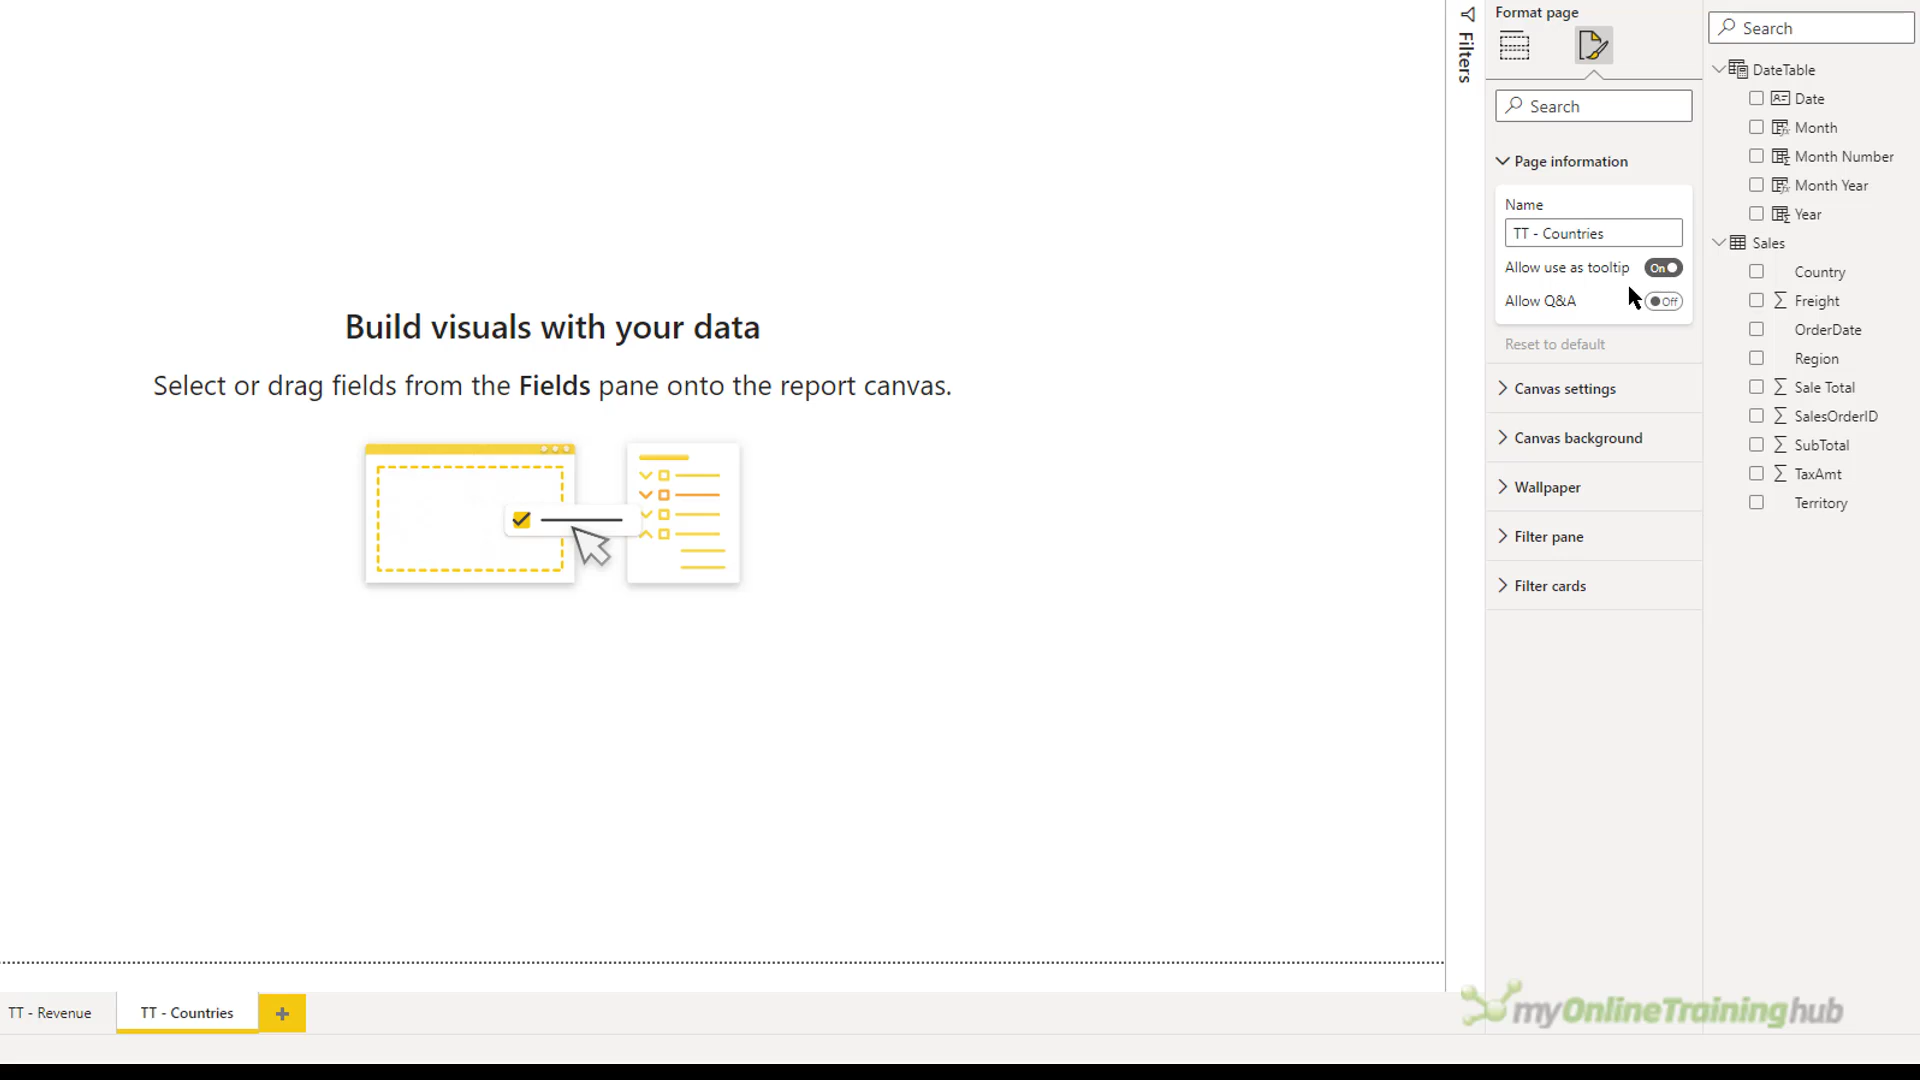 Build visuals with your data
Select or drag fields from the Fields pane onto the report canvas.
TT - Revenue
TT - Countries
+
Filters
Format page
Search
Page information
Name
TT - Countries
Allow use as tooltip
On
Allow Q&A
Off
Reset to default
Canvas settings
Canvas background
Wallpaper
Filter pane
Filter cards
Search
DateTable
Date
Month
Month Number
Month Year
Year
Sales
Country
Freight
OrderDate
Region
Sale Total
SalesOrderID
SubTotal
TaxAmt
Territory
myOnlineTraininghub